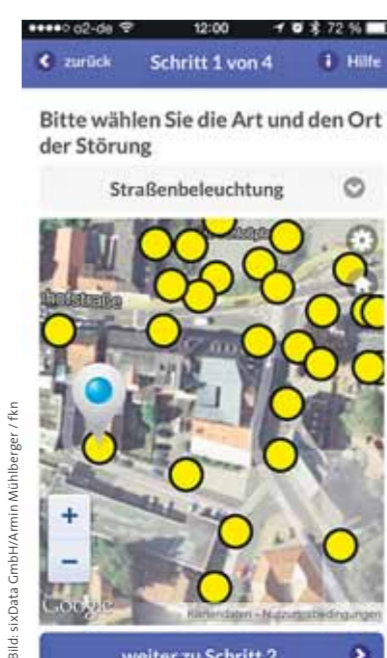 o2-de 12:00 72 %
zurück Schritt 1 von 4 i Hilfe
Bitte wählen Sie die Art und den Ort
der Störung
Straßenbeleuchtung
hofstraße
+
−
Google
Kartendaten - Nutzungsbedingungen
weiter zu Schritt 2
Bild: sixData GmbH/Armin Mühlberger / fkn